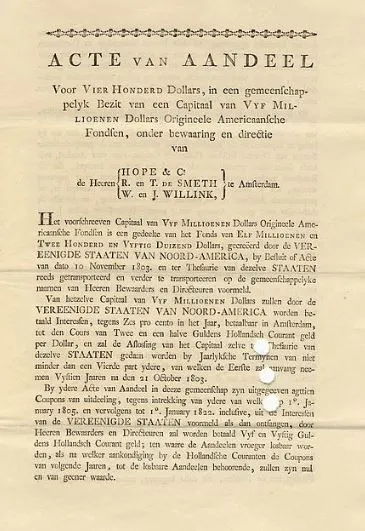 ACTE VAN AANDEEL
Voor VIER HONDERD Dollars, in een gemeenschap-
pelyk Bezit van een Capitaal van VYF MIL-
LIOENEN Dollars Origineele Americaansche
Fondsen, onder bewaaring en directie
van
HOPE & Cᵒ.
de Heeren R. en T. DE SMETH te Amsterdam.
W. en J. WILLINK,
Het voorschreeven Capitaal van VYF MILLIOENEN Dollars Origineele Ame-
ricaansche Fondsen is een gedeelte van het Fonds van ELF MILLIOENEN en
TWEE HONDERD en VYFTIG DUIZEND Dollars, gecreëerd door de VER-
EENIGDE STAATEN VAN NOORD-AMERICA, by Besluit of Acte
van dato 10 November 1803. en ter Thesaurie van dezelve STAATEN
reeds getransporteerd en verder te transporteeren op de gemeenschappelyke
namen van Heeren Bewaarders en Directeuren voormeld.
Van hetzelve Capitaal van VYF MILLIOENEN Dollars zullen door de
VEREENIGDE STAATEN VAN NOORD-AMERICA worden be-
taald Interessen, tegens Zes pro cento in het Jaar, betaalbaar in Amsterdam,
tot den Cours van Twee en een halve Guldens Hollandsch Courant geld
per Dollar, en zal de Aflossing van het Capitaal zelve Thesaurie van
dezelve STAATEN gedaan worden by Jaarlyksche Termynen van niet
minder dan een Vierde part ydere, van welken de Eerste zal aanvang nee-
men Vyftien Jaaren na den 21 October 1803.
By ydere Acte van Aandeel in deze gemeenschap zyn uitgegeeven agttien
Coupons van uitdeeling, tegens intrekking van ydere van welke op 1º. Ja-
nuary 1805. en vervolgens tot 1º. January 1822. inclusive, uit de Interessen
van de VEREENIGDE STAATEN voormeld als dan ontfangen, door
Heeren Bewaarders en Directeuren zal worden betaald Vyf en Vyftig Gul-
dens Hollandsch Courant geld; ten waare de Aandeelen vroeger losbaar wor-
den, als na welker aankondiging by de Hollandsche Couranten de Coupons
van volgende Jaaren, tot de losbare Aandeelen behoorende, zullen zyn nul
en van geener waarde.